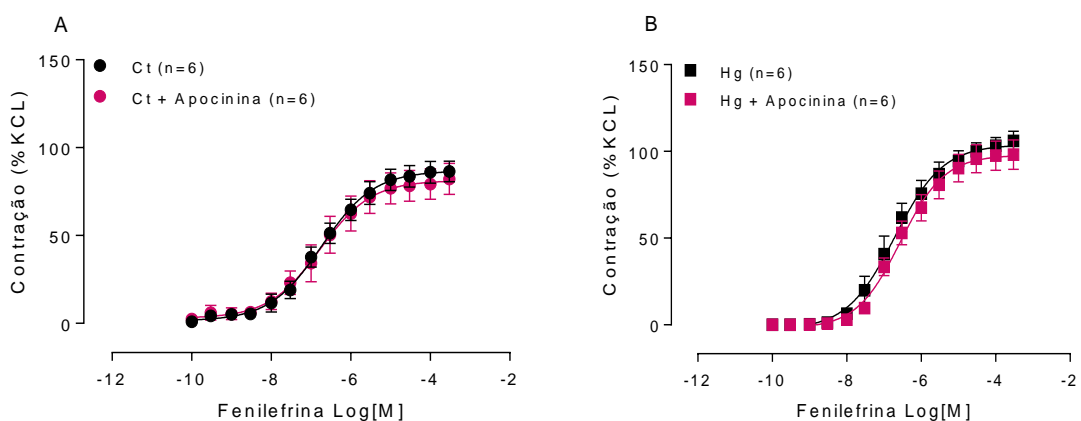 A
150
100
50
0
Contração (%KCL)
Ct (n=6)
Ct + Apocinina (n=6)
-12 -10 -8 -6 -4 -2
Fenilefrina Log[M]
B
150
100
50
0
Contração (%KCL)
Hg (n=6)
Hg + Apocinina (n=6)
-12 -10 -8 -6 -4 -2
Fenilefrina Log[M]